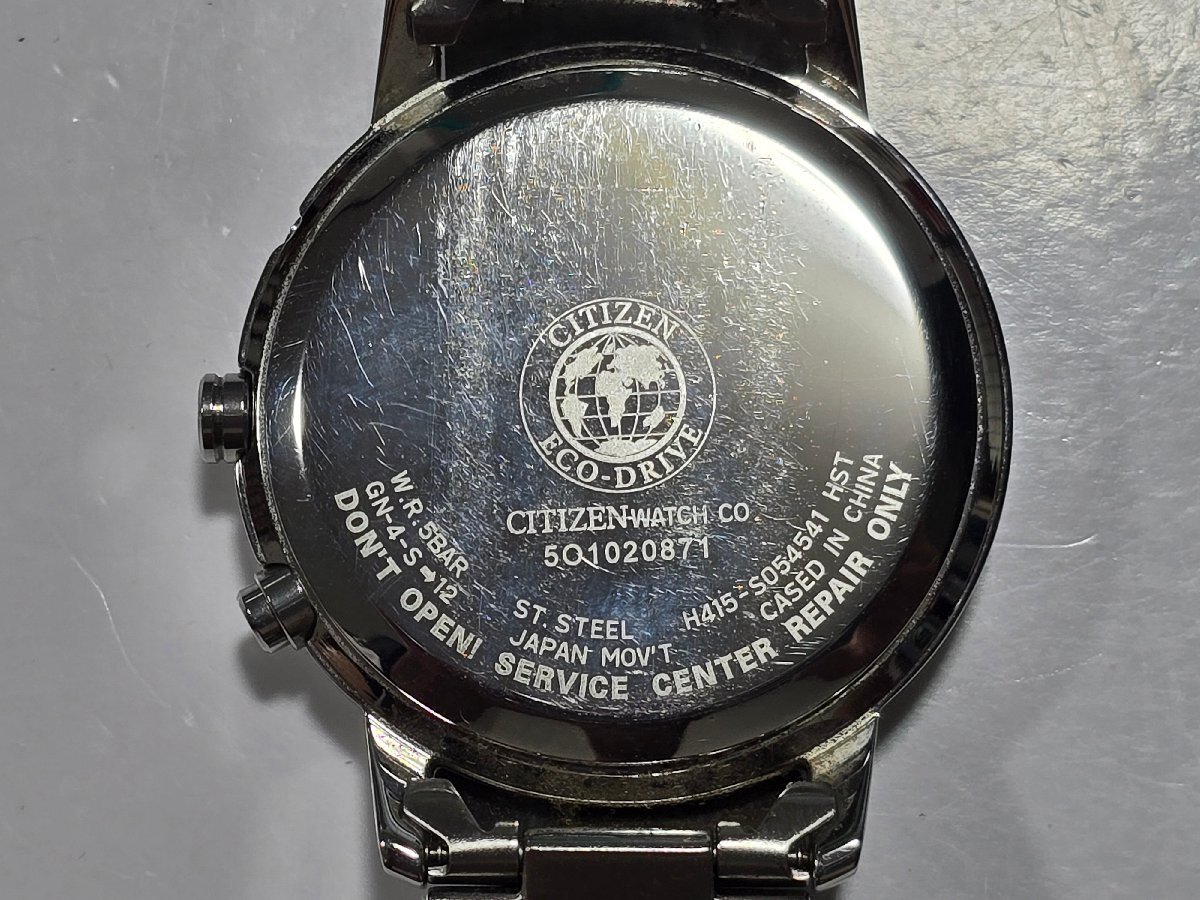 CITIZEN
ECO-DRIVE
CITIZEN WATCH CO
5O1020871
W.R.5BAR
GN-4-S➡12
ST. STEEL
JAPAN MOV'T
H415-S054541 HST
CASED IN CHINA
DON'T OPEN! SERVICE CENTER REPAIR ONLY